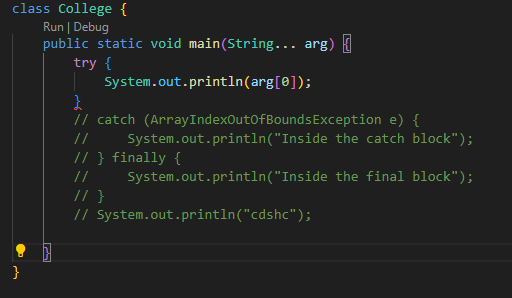 class College {
Run | Debug
public static void main(String... arg) {
try {
System.out.println(arg[0]);
}
// catch (ArrayIndexOutOfBoundsException e) {
//     System.out.println("Inside the catch block");
// } finally {
//     System.out.println("Inside the final block");
// }
// System.out.println("cdshc");
}
}